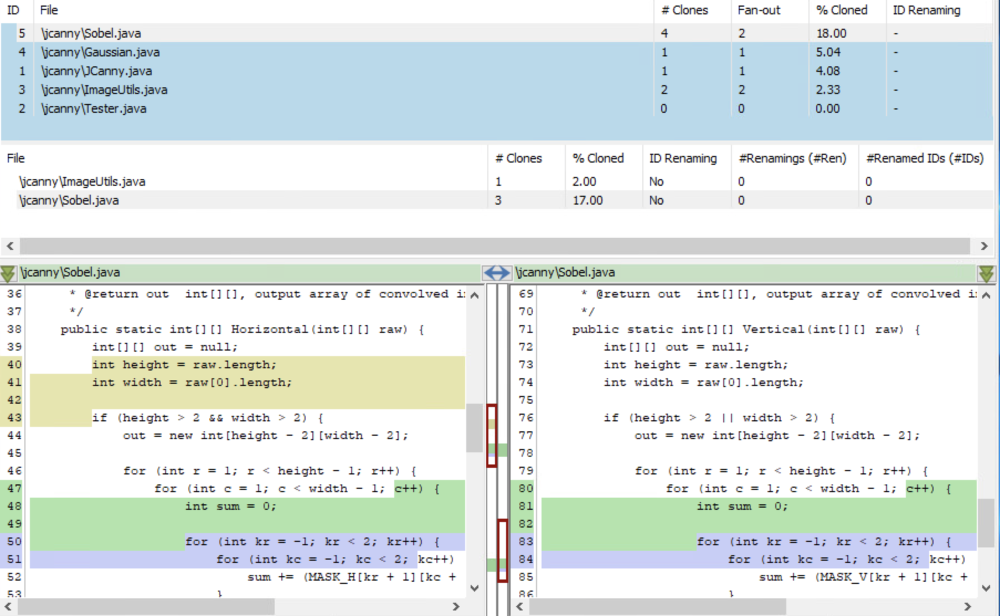 ID File # Clones Fan-out % Cloned ID Renaming
5 \jcanny\Sobel.java 4 2 18.00 -
4 \jcanny\Gaussian.java 1 1 5.04 -
1 \jcanny\JCanny.java 1 1 4.08 -
3 \jcanny\ImageUtils.java 2 2 2.33 -
2 \jcanny\Tester.java 0 0 0.00 -
File # Clones % Cloned ID Renaming #Renamings (#Ren) #Renamed IDs (#IDs)
\jcanny\ImageUtils.java 1 2.00 No 0 0
\jcanny\Sobel.java 3 17.00 No 0 0
\jcanny\Sobel.java
36 * @return out int[][], output array of convolved
37 */
38 public static int[][] Horizontal(int[][] raw) {
39 int[][] out = null;
40 int height = raw.length;
41 int width = raw[0].length;
42
43 if (height > 2 && width > 2) {
44 out = new int[height - 2][width - 2];
45
46 for (int r = 1; r < height - 1; r++) {
47 for (int c = 1; c < width - 1; c++) {
48 int sum = 0;
49
50 for (int kr = -1; kr < 2; kr++) {
51 for (int kc = -1; kc < 2; kc++)
52 sum += (MASK_H[kr + 1][kc +
53 }
\jcanny\Sobel.java
69 * @return out int[][], output array of convolved
70 */
71 public static int[][] Vertical(int[][] raw) {
72 int[][] out = null;
73 int height = raw.length;
74 int width = raw[0].length;
75
76 if (height > 2 || width > 2) {
77 out = new int[height - 2][width - 2];
78
79 for (int r = 1; r < height - 1; r++) {
80 for (int c = 1; c < width - 1; c++) {
81 int sum = 0;
82
83 for (int kr = -1; kr < 2; kr++) {
84 for (int kc = -1; kc < 2; kc++)
85 sum += (MASK_V[kr + 1][kc +
86 }